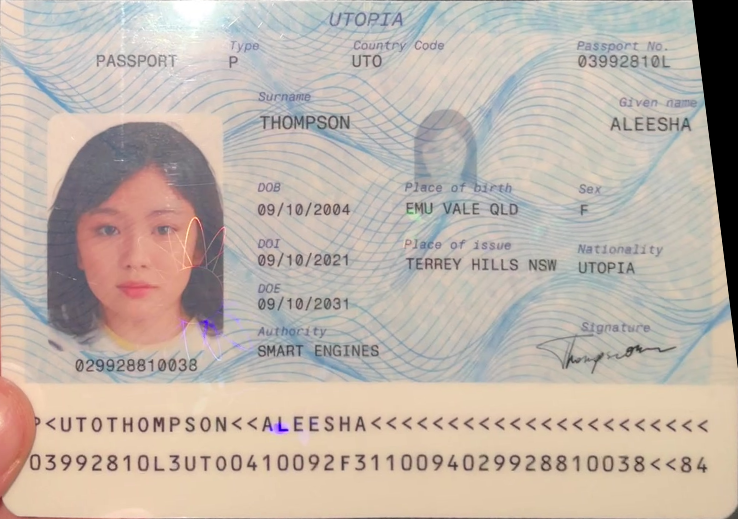 UTOPIA
PASSPORT
Type
P
Country Code
UTO
Passport No.
03992810L
Surname
THOMPSON
Given name
ALEESHA
DOB
09/10/2004
Place of birth
EMU VALE QLD
Sex
F
DOI
09/10/2021
Place of issue
TERREY HILLS NSW
Nationality
UTOPIA
DOE
09/10/2031
Authority
SMART ENGINES
Signature
Thompson
029928810038
P<UTOTHOMPSON<<ALEESHA<<<<<<<<<<<<<<<<<<<<<<
03992810L3UTO0410092F3110094029928810038<<84